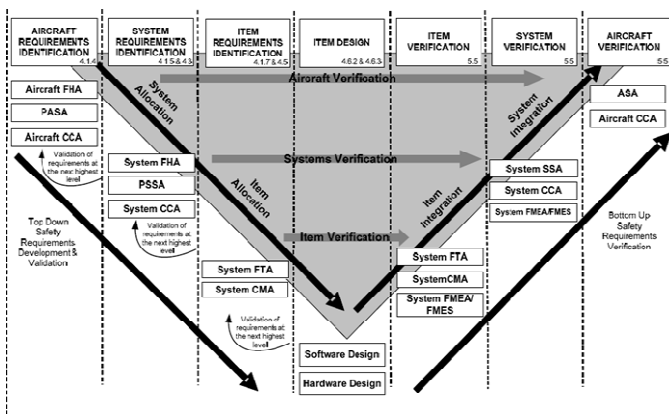 AIRCRAFT
REQUIREMENTS
IDENTIFICATION
4.1.4
SYSTEM
REQUIREMENTS
IDENTIFICATION
4.1.5 & 4.3
ITEM
REQUIREMENTS
IDENTIFICATION
4.1.7 & 4.5
ITEM DESIGN
4.6.2 & 4.6.3
ITEM
VERIFICATION
5.5
SYSTEM
VERIFICATION
5.5
AIRCRAFT
VERIFICATION
5.5
Aircraft FHA
PASA
Aircraft CCA
Validation of
requirements at
the next highest
level
Top Down
Safety
Requirements
Development &
Validation
System FHA
PSSA
System CCA
Validation of
requirements at
the next highest
level
System FTA
System CMA
Validation of
requirements at
the next highest
level
System
Allocation
Item
Allocation
Aircraft Verification
Systems Verification
Item Verification
Software Design
Hardware Design
Item
Integration
System
Integration
System FTA
SystemCMA
System FMEA/
FMES
System SSA
System CCA
System FMEA/FMES
ASA
Aircraft CCA
Bottom Up
Safety
Requirements
Verification